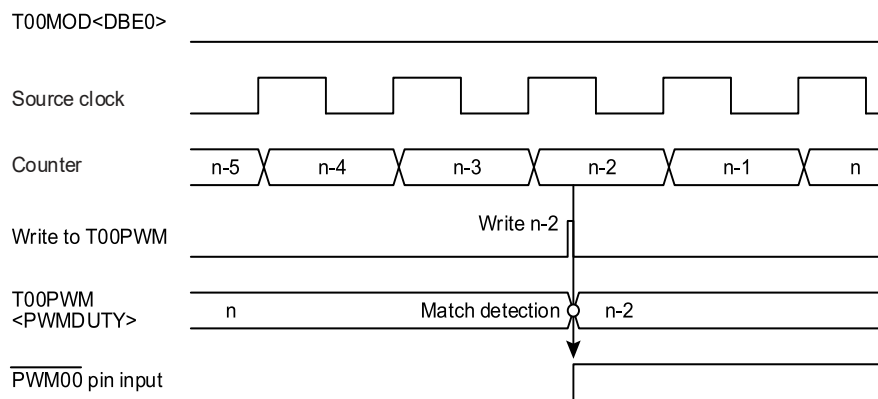 T00MOD<DBE0>
Source clock
Counter n-5 n-4 n-3 n-2 n-1 n
Write to T00PWM Write n-2
T00PWM
<PWMDUTY> n Match detection n-2
PWM00 pin input